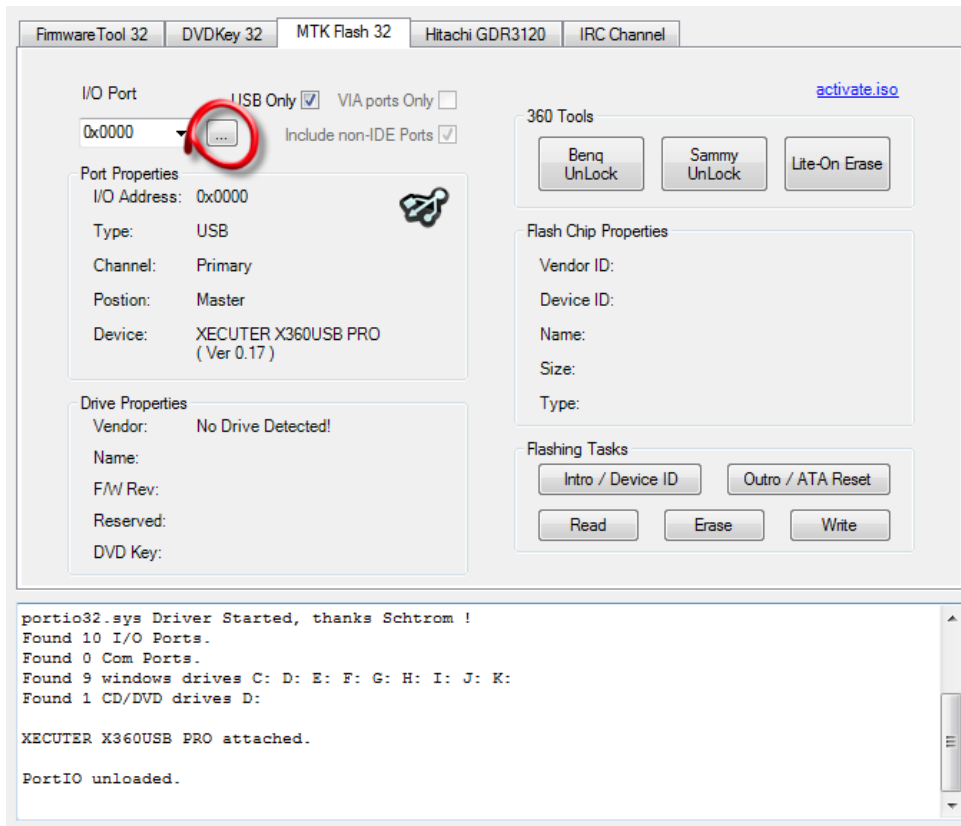 FirmwareTool 32 DVDKey 32 MTK Flash 32 Hitachi GDR3120 IRC Channel
I/O Port
USB Only VIA ports Only
0x0000 ... Include non-IDE Ports
Port Properties
I/O Address: 0x0000
Type: USB
Channel: Primary
Postion: Master
Device: XECUTER X360USB PRO
( Ver 0.17 )
Drive Properties
Vendor: No Drive Detected!
Name:
F/W Rev:
Reserved:
DVD Key:
activate.iso
360 Tools
Benq UnLock Sammy UnLock Lite-On Erase
Flash Chip Properties
Vendor ID:
Device ID:
Name:
Size:
Type:
Flashing Tasks
Intro / Device ID Outro / ATA Reset
Read Erase Write
portio32.sys Driver Started, thanks Schtrom !
Found 10 I/O Ports.
Found 0 Com Ports.
Found 9 windows drives C: D: E: F: G: H: I: J: K:
Found 1 CD/DVD drives D:
XECUTER X360USB PRO attached.
PortIO unloaded.